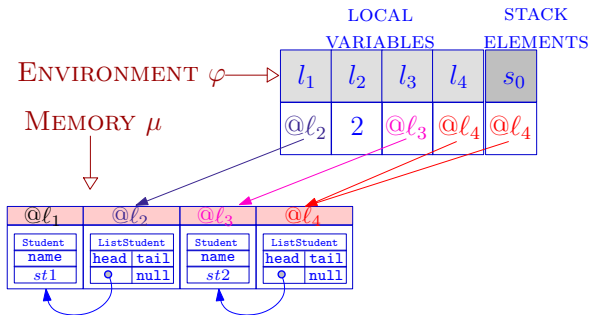 LOCAL STACK
VARIABLES ELEMENTS
ENVIRONMENT φ l₁ l₂ l₃ l₄ s₀
MEMORY μ @ℓ₂ 2 @ℓ₃ @ℓ₄ @ℓ₄
@ℓ₁ @ℓ₂ @ℓ₃ @ℓ₄
Student ListStudent Student ListStudent
name head tail name head tail
st1 null st2 null